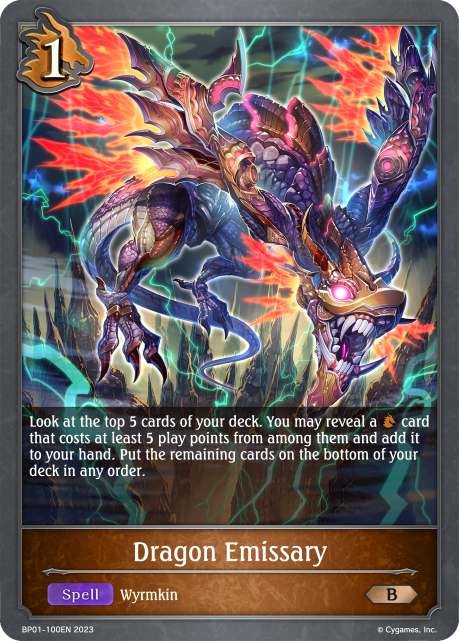 1
Look at the top 5 cards of your deck. You may reveal a card
that costs at least 5 play points from among them and add it
to your hand. Put the remaining cards on the bottom of your
deck in any order.
Dragon Emissary
Spell Wyrmkin B
BP01-100EN 2023 © Cygames, Inc.